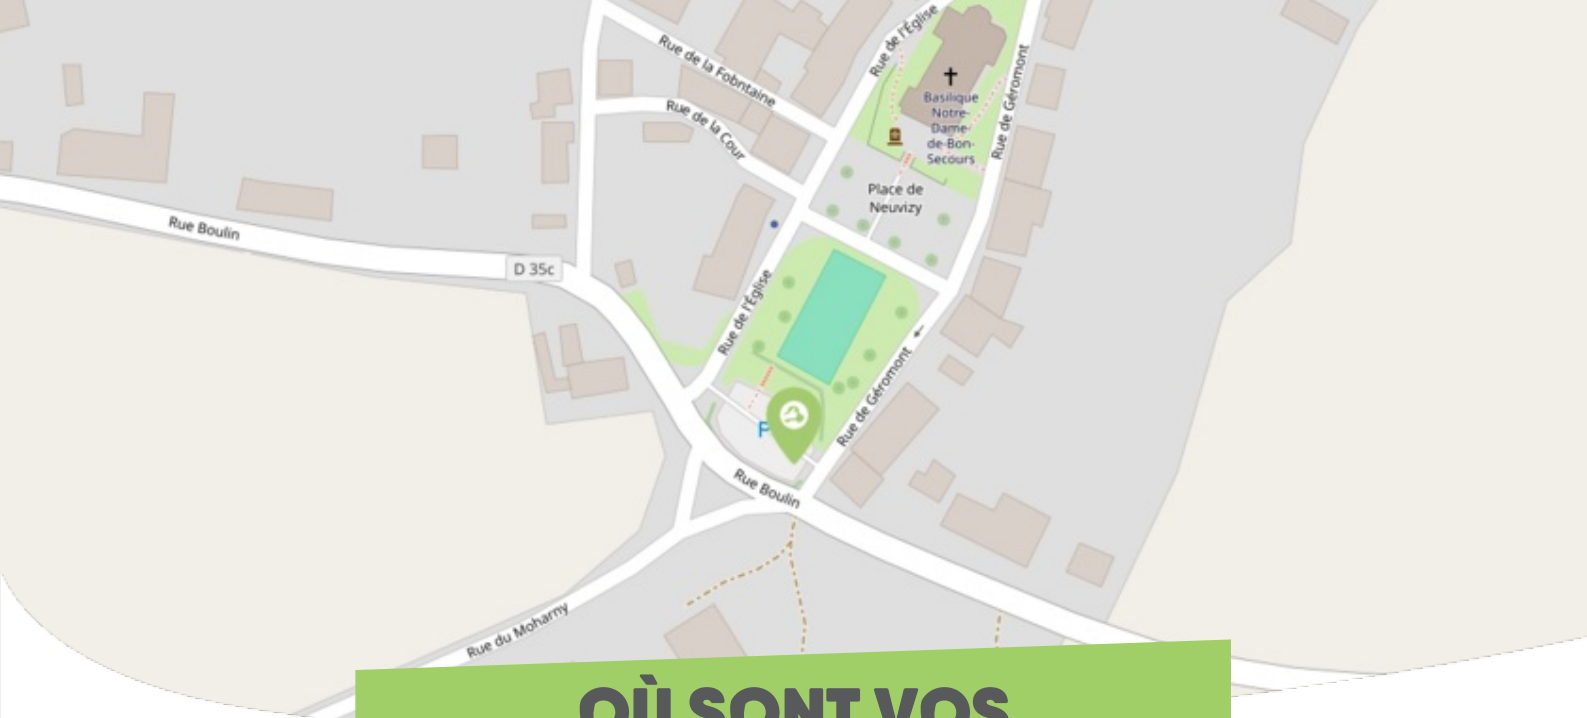 Rue de l'Église
Rue de la Fobntaine
Rue de Géromont
Basilique
Notre-
Dame-
de-Bon-
Secours
Rue de la Cour
Place de
Neuvizy
Rue Boulin
D 35c
Rue de l'Église
Rue de Géromont
P
Rue Boulin
Rue du Moharny
OÙ SONT VOS